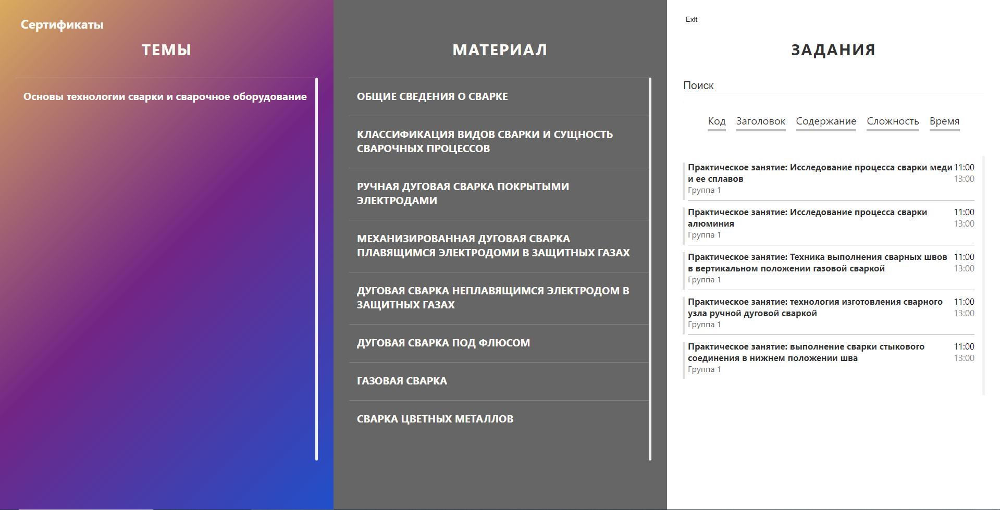 Сертификаты
ТЕМЫ
Основы технологии сварки и сварочное оборудование
МАТЕРИАЛ
ОБЩИЕ СВЕДЕНИЯ О СВАРКЕ
КЛАССИФИКАЦИЯ ВИДОВ СВАРКИ И СУЩНОСТЬ
СВАРОЧНЫХ ПРОЦЕССОВ
РУЧНАЯ ДУГОВАЯ СВАРКА ПОКРЫТЫМИ
ЭЛЕКТРОДАМИ
МЕХАНИЗИРОВАННАЯ ДУГОВАЯ СВАРКА
ПЛАВЯЩИМСЯ ЭЛЕКТРОДОМИ В ЗАЩИТНЫХ ГАЗАХ
ДУГОВАЯ СВАРКА НЕПЛАВЯЩИМСЯ ЭЛЕКТРОДОМ В
ЗАЩИТНЫХ ГАЗАХ
ДУГОВАЯ СВАРКА ПОД ФЛЮСОМ
ГАЗОВАЯ СВАРКА
СВАРКА ЦВЕТНЫХ МЕТАЛЛОВ
Exit
ЗАДАНИЯ
Поиск
Код Заголовок Содержание Сложность Время
Практическое занятие: Исследование процесса сварки меди 11:00
и ее сплавов 13:00
Группа 1
Практическое занятие: Исследование процесса сварки 11:00
алюминия 13:00
Группа 1
Практическое занятие: Техника выполнения сварных швов 11:00
в вертикальном положении газовой сваркой 13:00
Группа 1
Практическое занятие: технология изготовления сварного 11:00
узла ручной дуговой сваркой 13:00
Группа 1
Практическое занятие: выполнение сварки стыкового 11:00
соединения в нижнем положении шва 13:00
Группа 1